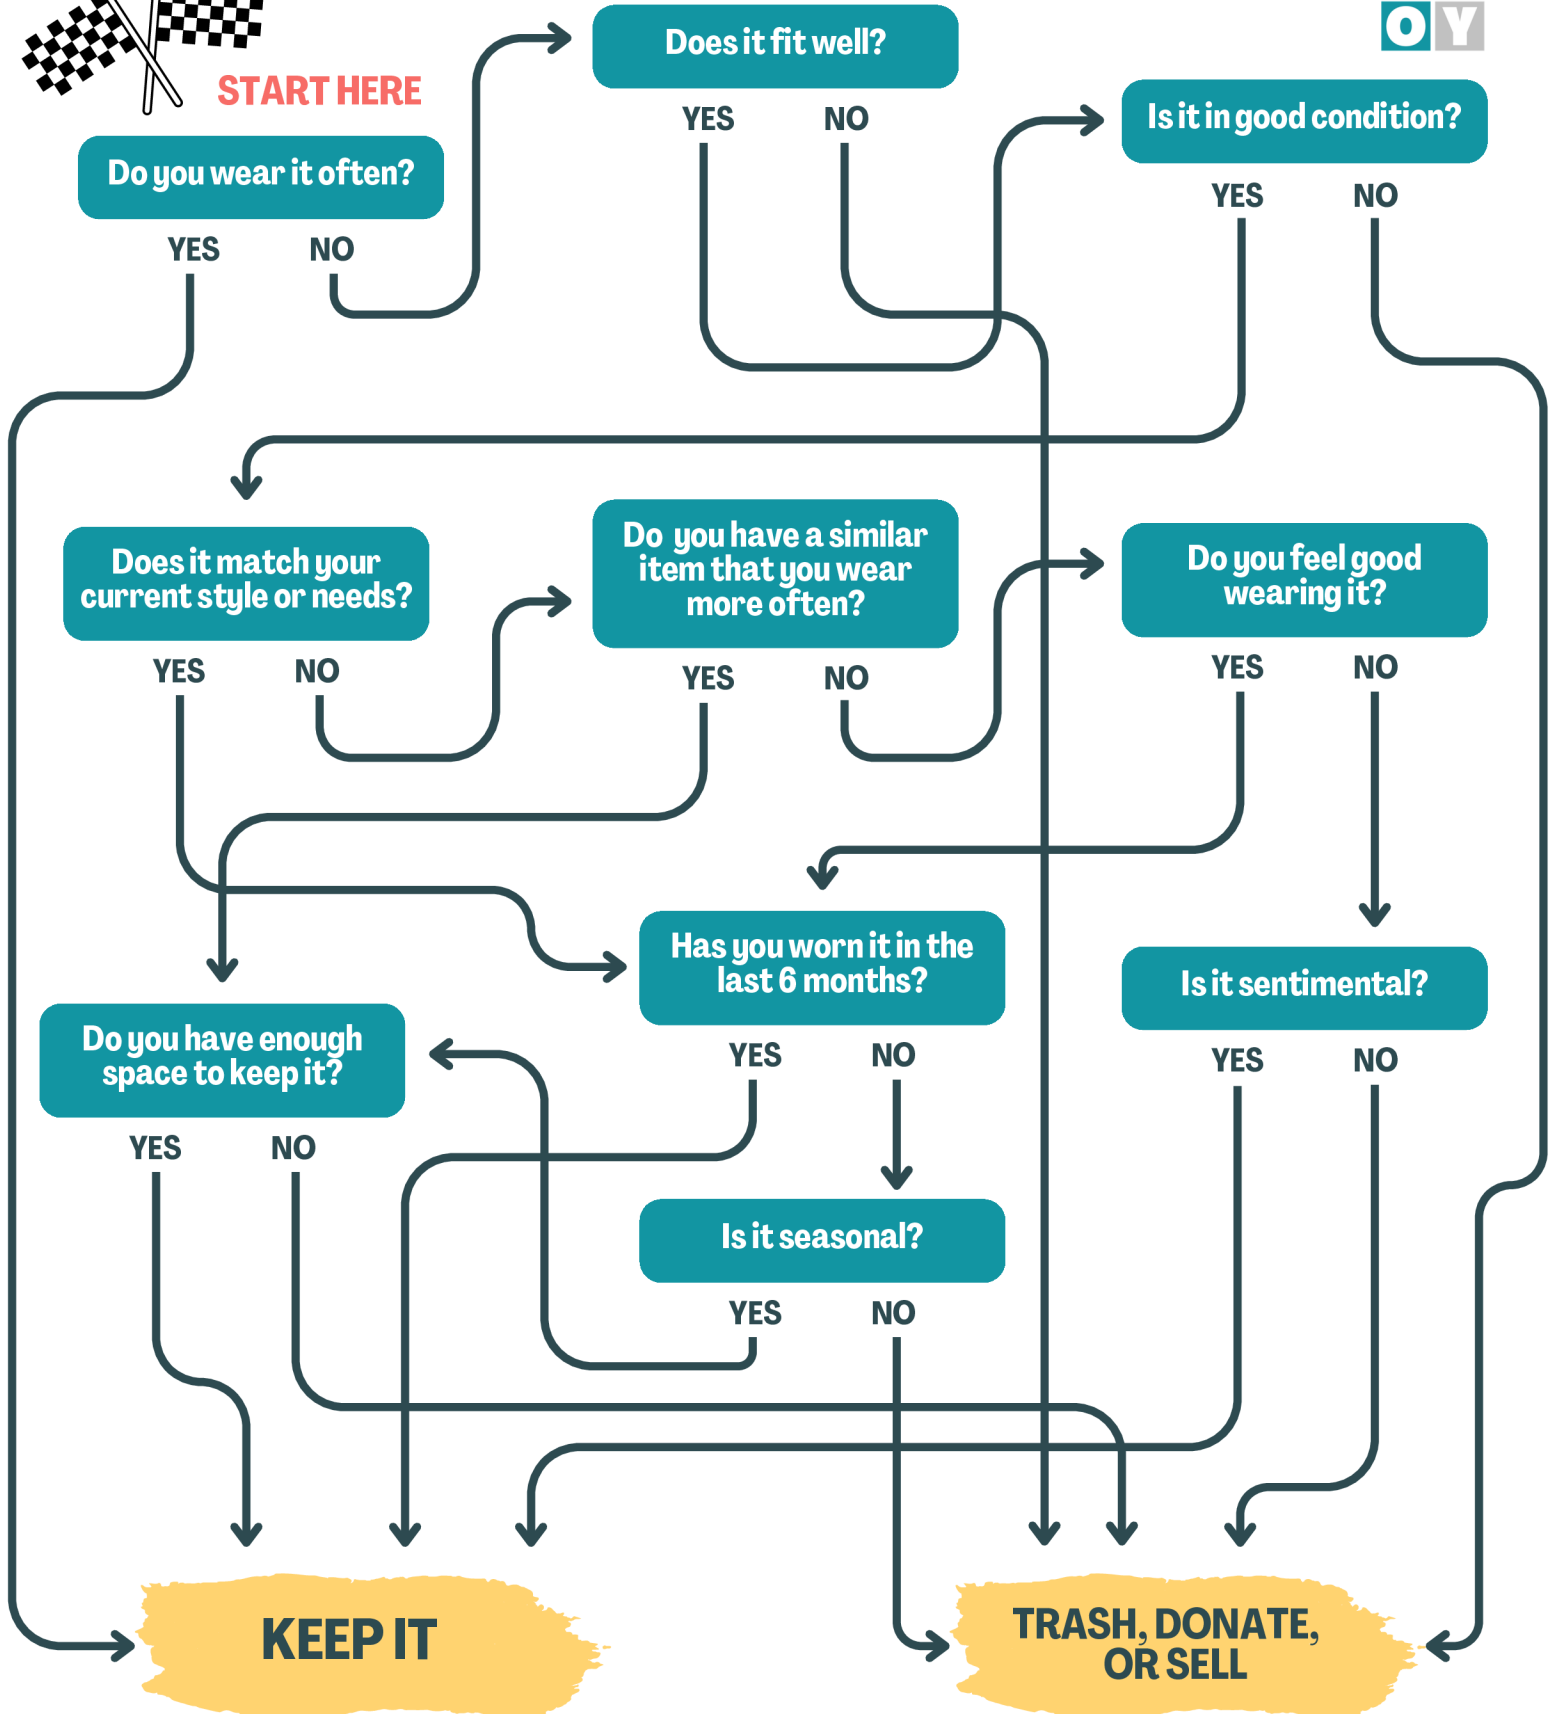 START HERE
OY
Does it fit well?
YES NO
Is it in good condition?
YES NO
Do you wear it often?
YES NO
Does it match your
current style or needs?
YES NO
Do you have a similar
item that you wear
more often?
YES NO
Do you feel good
wearing it?
YES NO
Has you worn it in the
last 6 months?
YES NO
Is it sentimental?
YES NO
Do you have enough
space to keep it?
YES NO
Is it seasonal?
YES NO
KEEP IT
TRASH, DONATE,
OR SELL